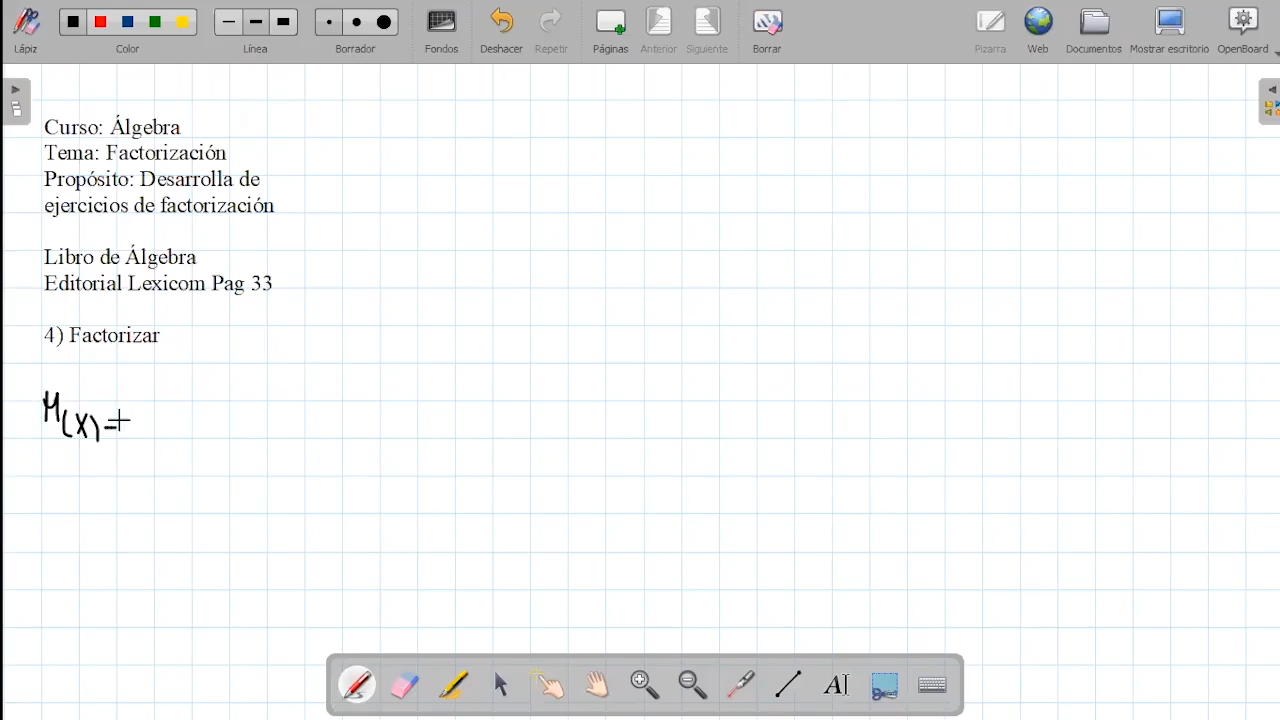 Lápiz Color Línea Borrador Fondos Deshacer Repetir Páginas Anterior Siguiente Borrar Pizarra Web Documentos Mostrar escritorio OpenBoard
Curso: Álgebra
Tema: Factorización
Propósito: Desarrolla de
ejercicios de factorización
Libro de Álgebra
Editorial Lexicom Pag 33
4) Factorizar
M(x) =